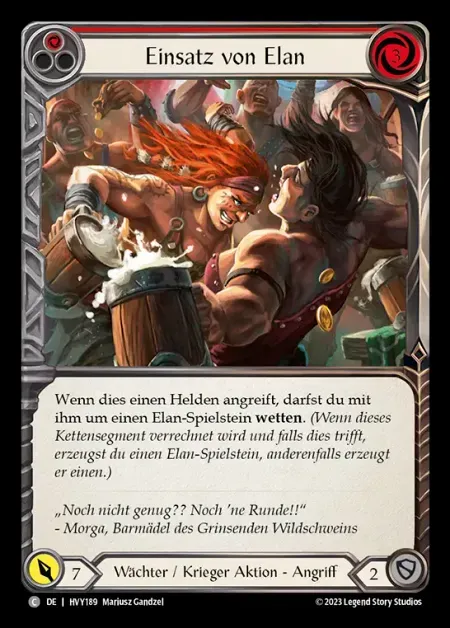 Einsatz von Elan
3
Wenn dies einen Helden angreift, darfst du mit
ihm um einen Elan-Spielstein wetten. (Wenn dieses
Kettensegment verrechnet wird und falls dies trifft,
erzeugst du einen Elan-Spielstein, anderenfalls erzeugt
er einen.)
„Noch nicht genug?? Noch 'ne Runde!!“
- Morga, Barmädel des Grinsenden Wildschweins
7
Wächter / Krieger Aktion - Angriff
2
C DE | HVY189 Mariusz Gandzel
© 2023 Legend Story Studios